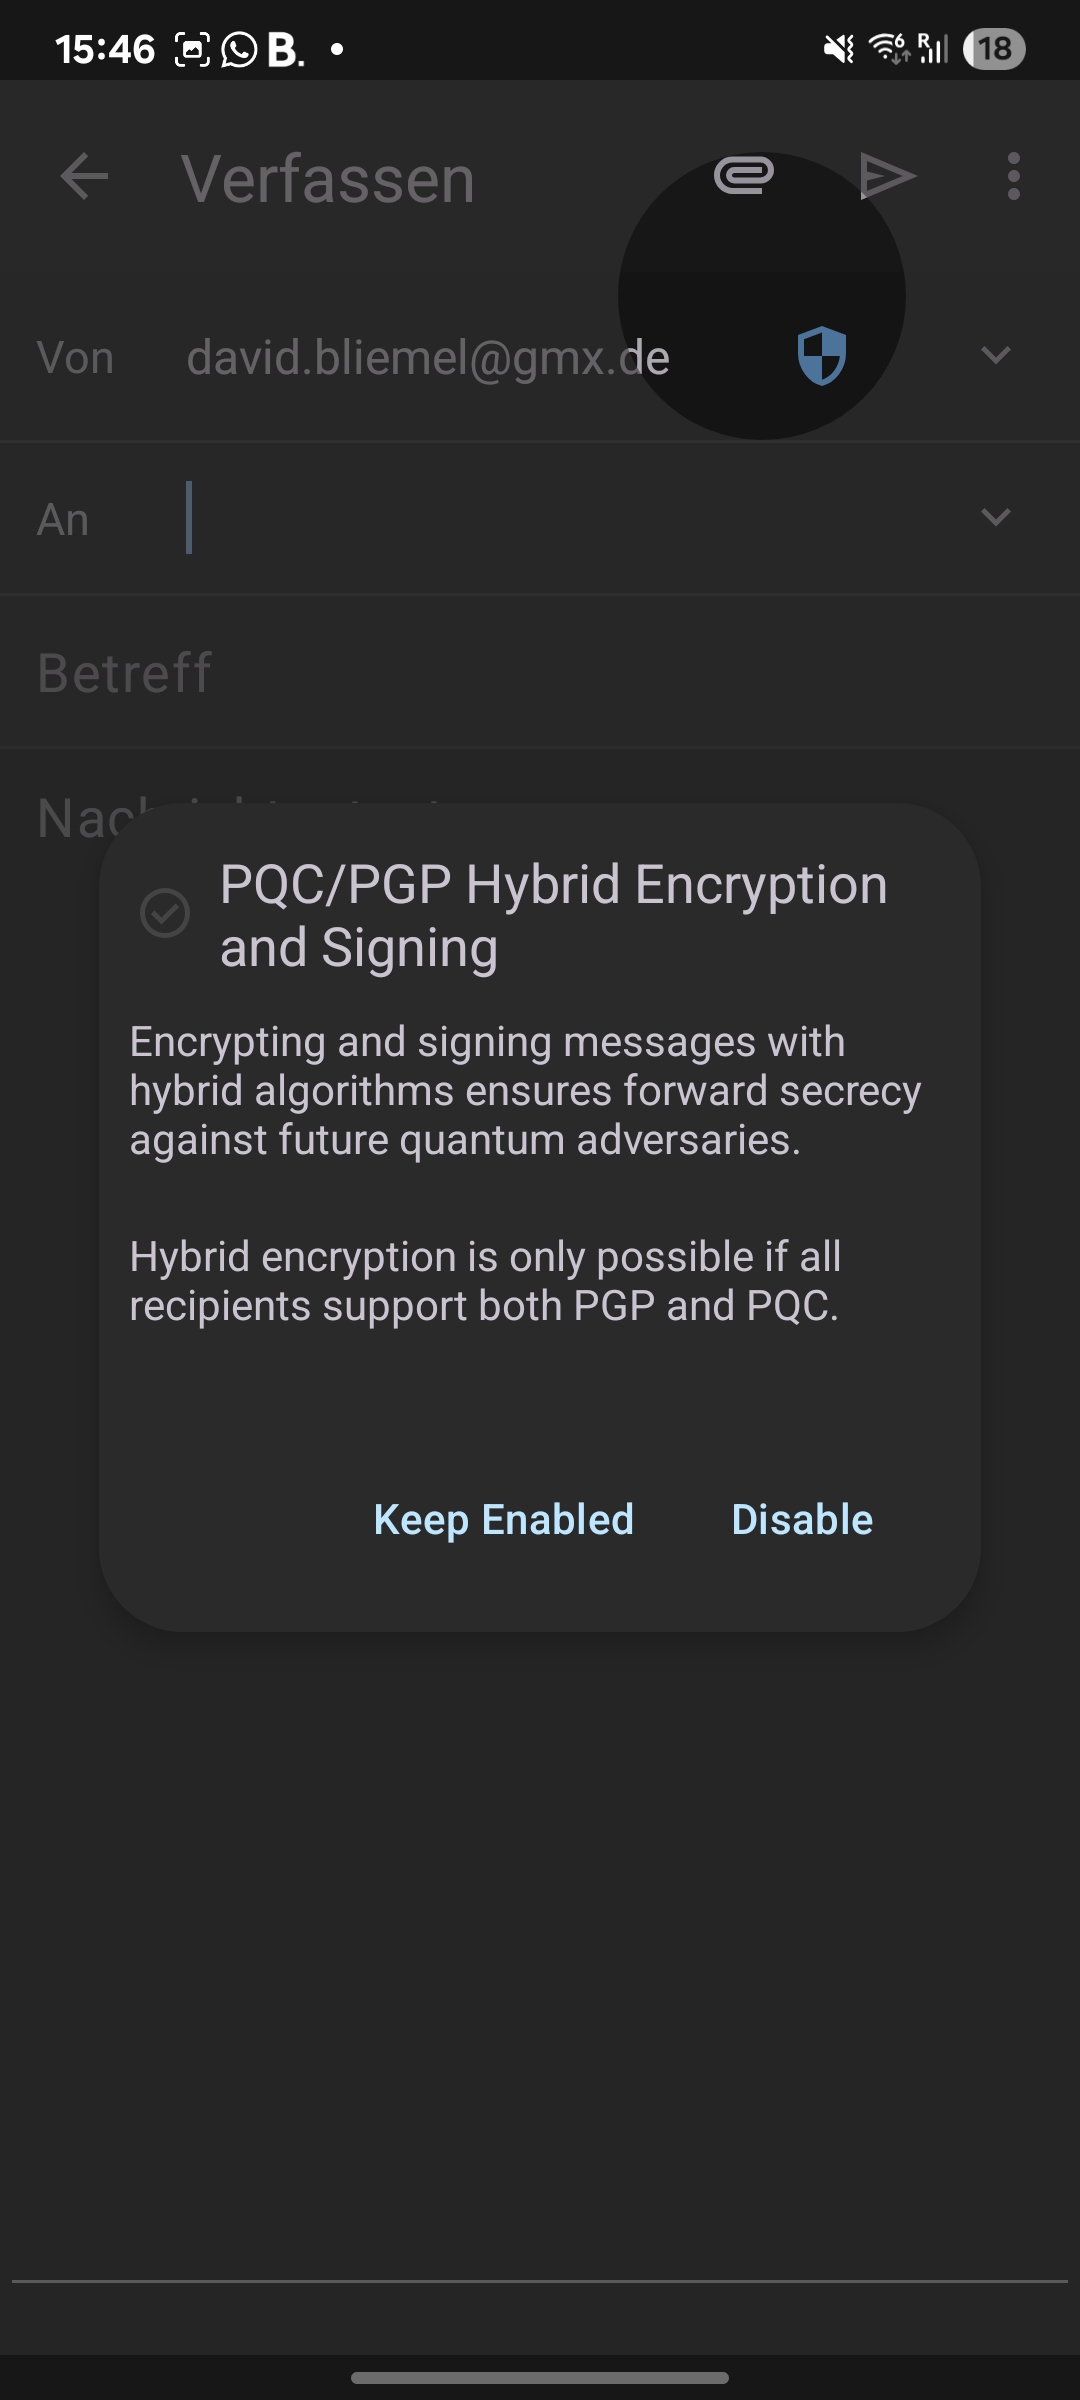 15:46 B. R 18
Verfassen
Von david.bliemel@gmx.de
An
Betreff
PQC/PGP Hybrid Encryption
and Signing
Encrypting and signing messages with
hybrid algorithms ensures forward secrecy
against future quantum adversaries.
Hybrid encryption is only possible if all
recipients support both PGP and PQC.
Keep Enabled Disable